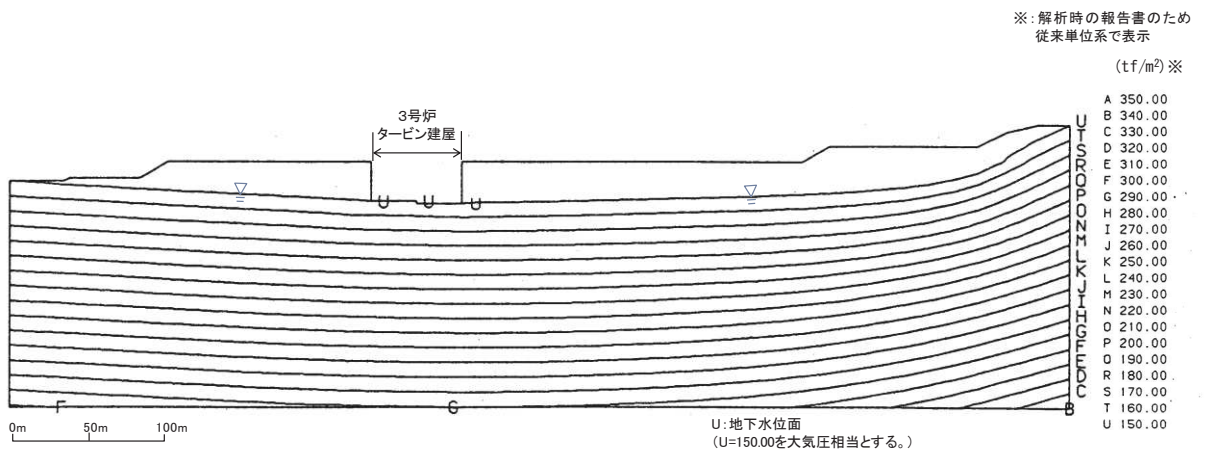 ※:解析時の報告書のため
従来単位系で表示
(tf/m²)※
3号炉
タービン建屋
A 350.00
B 340.00
C 330.00
D 320.00
E 310.00
F 300.00
G 290.00
H 280.00
I 270.00
J 260.00
K 250.00
L 240.00
M 230.00
N 220.00
O 210.00
P 200.00
Q 190.00
R 180.00
S 170.00
T 160.00
U 150.00
U
T
S
R
Q
P
O
N
M
L
K
J
I
H
G
F
E
D
C
B
U U U
F
G
0m 50m 100m
U:地下水位面
(U=150.00を大気圧相当とする。)